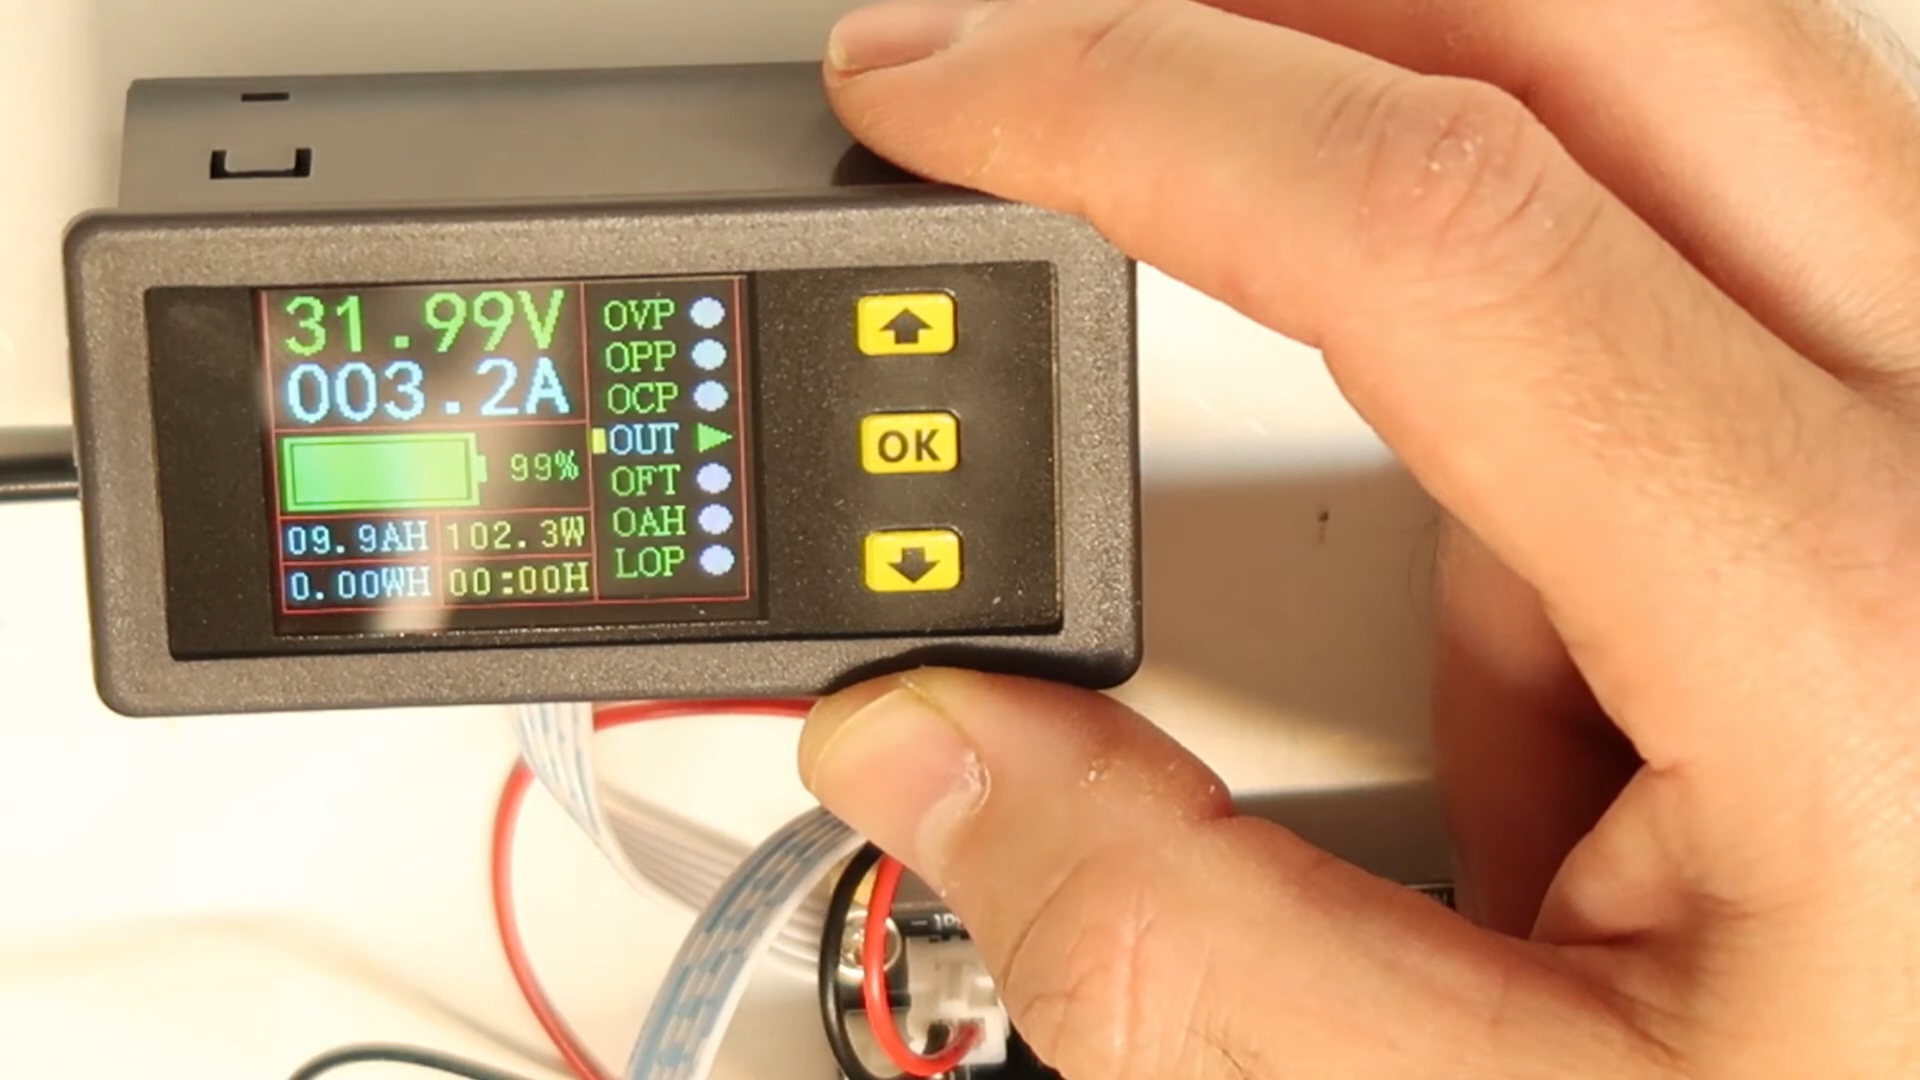 31.99V
003.2A
99%
09.9AH 102.3W
0.00WH 00:00H
OVP
OPP
OCP
OUT
OFT
OAH
LOP
OK